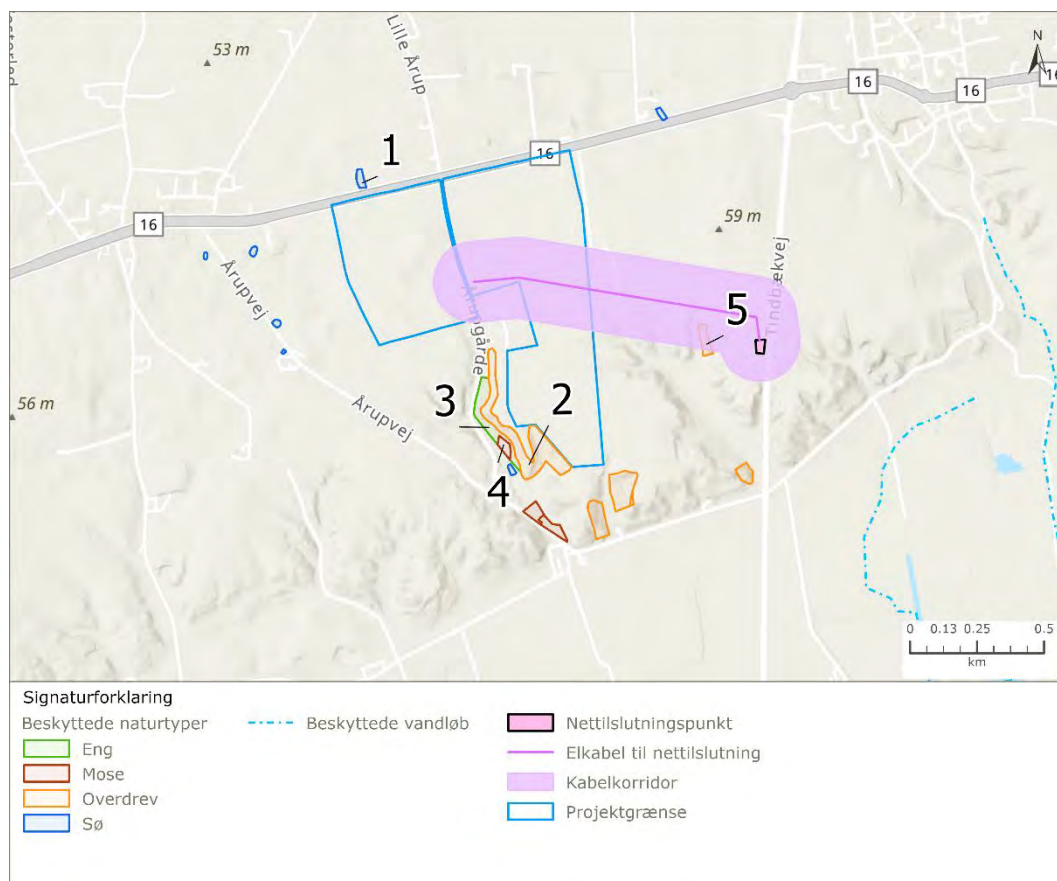 53 m
Lille Årup
N
16
16
16
1
16
16
59 m
Årupvej
Tindbækvej
5
Årupgårde
56 m
3
2
Årupvej
4
0 0.13 0.25 0.5
km
Signaturforklaring
Beskyttede naturtyper
Eng
Mose
Overdrev
Sø
Beskyttede vandløb
Nettilslutningspunkt
Elkabel til nettilslutning
Kabelkorridor
Projektgrænse